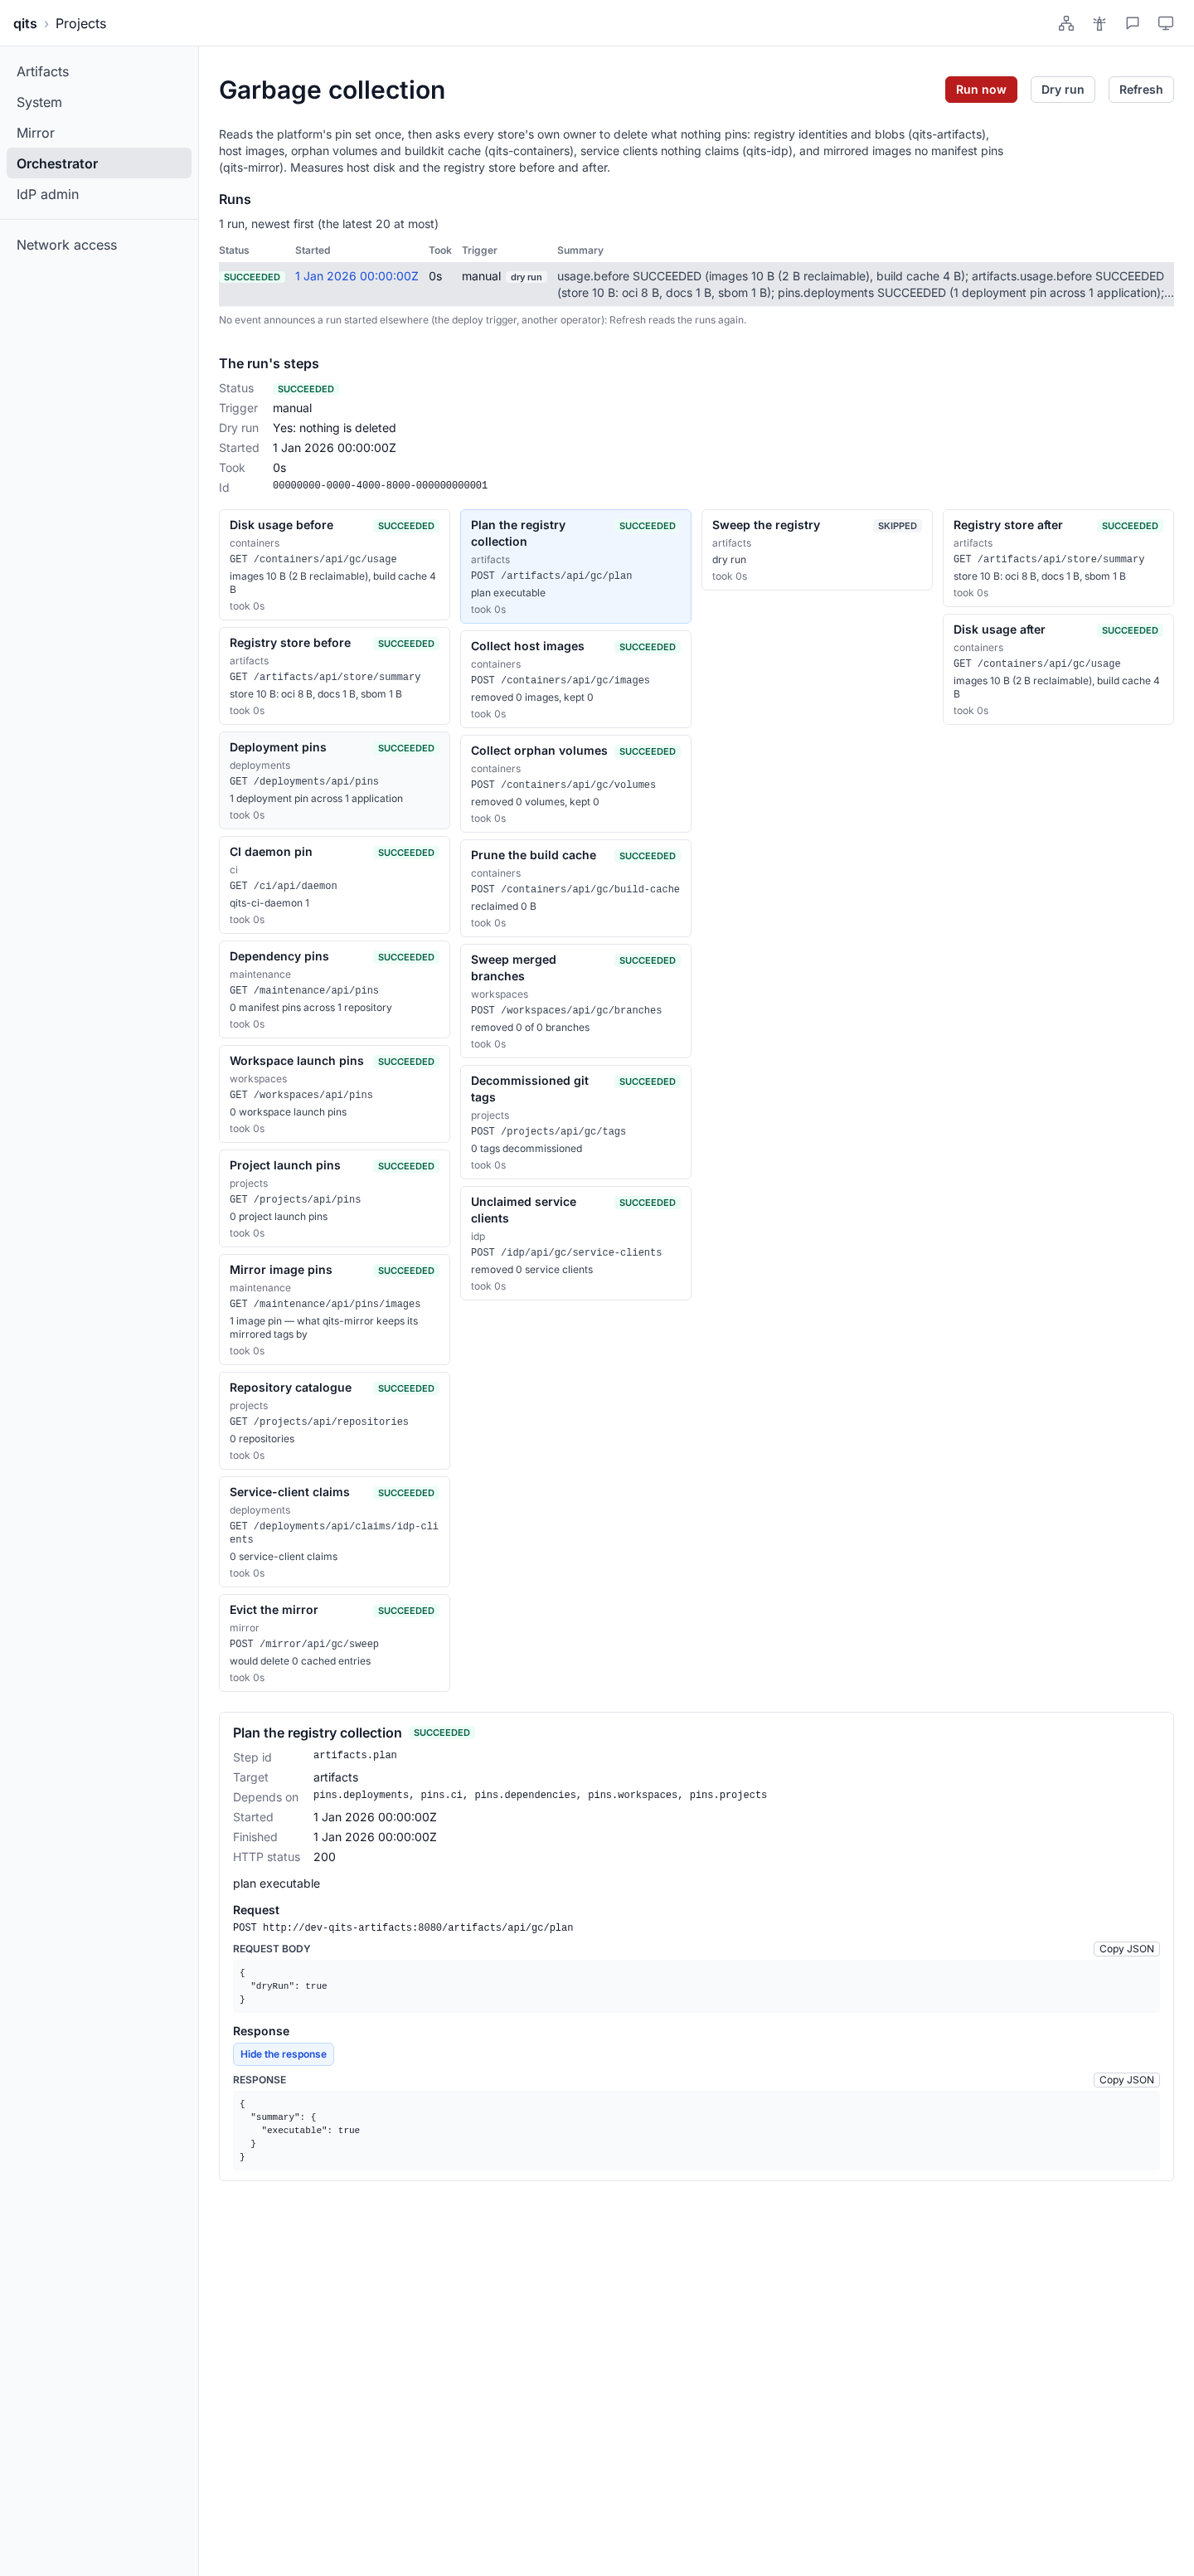 qits › Projects
Artifacts
System
Mirror
Orchestrator
IdP admin
Network access
Garbage collection
Run now
Dry run
Refresh
Reads the platform's pin set once, then asks every store's own owner to delete what nothing pins: registry identities and blobs (qits-artifacts),
host images, orphan volumes and buildkit cache (qits-containers), service clients nothing claims (qits-idp), and mirrored images no manifest pins
(qits-mirror). Measures host disk and the registry store before and after.
Runs
1 run, newest first (the latest 20 at most)
Status Started Took Trigger Summary
SUCCEEDED 1 Jan 2026 00:00:00Z 0s manual dry run usage.before SUCCEEDED (images 10 B (2 B reclaimable), build cache 4 B); artifacts.usage.before SUCCEEDED
(store 10 B: oci 8 B, docs 1 B, sbom 1 B); pins.deployments SUCCEEDED (1 deployment pin across 1 application);...
No event announces a run started elsewhere (the deploy trigger, another operator): Refresh reads the runs again.
The run's steps
Status SUCCEEDED
Trigger manual
Dry run Yes: nothing is deleted
Started 1 Jan 2026 00:00:00Z
Took 0s
Id 00000000-0000-4000-8000-000000000001
Disk usage before SUCCEEDED
containers
GET /containers/api/gc/usage
images 10 B (2 B reclaimable), build cache 4
B
took 0s
Registry store before SUCCEEDED
artifacts
GET /artifacts/api/store/summary
store 10 B: oci 8 B, docs 1 B, sbom 1 B
took 0s
Deployment pins SUCCEEDED
deployments
GET /deployments/api/pins
1 deployment pin across 1 application
took 0s
CI daemon pin SUCCEEDED
ci
GET /ci/api/daemon
qits-ci-daemon 1
took 0s
Dependency pins SUCCEEDED
maintenance
GET /maintenance/api/pins
0 manifest pins across 1 repository
took 0s
Workspace launch pins SUCCEEDED
workspaces
GET /workspaces/api/pins
0 workspace launch pins
took 0s
Project launch pins SUCCEEDED
projects
GET /projects/api/pins
0 project launch pins
took 0s
Mirror image pins SUCCEEDED
maintenance
GET /maintenance/api/pins/images
1 image pin — what qits-mirror keeps its
mirrored tags by
took 0s
Repository catalogue SUCCEEDED
projects
GET /projects/api/repositories
0 repositories
took 0s
Service-client claims SUCCEEDED
deployments
GET /deployments/api/claims/idp-cli
ents
0 service-client claims
took 0s
Evict the mirror SUCCEEDED
mirror
POST /mirror/api/gc/sweep
would delete 0 cached entries
took 0s
Plan the registry
collection SUCCEEDED
artifacts
POST /artifacts/api/gc/plan
plan executable
took 0s
Collect host images SUCCEEDED
containers
POST /containers/api/gc/images
removed 0 images, kept 0
took 0s
Collect orphan volumes SUCCEEDED
containers
POST /containers/api/gc/volumes
removed 0 volumes, kept 0
took 0s
Prune the build cache SUCCEEDED
containers
POST /containers/api/gc/build-cache
reclaimed 0 B
took 0s
Sweep merged
branches SUCCEEDED
workspaces
POST /workspaces/api/gc/branches
removed 0 of 0 branches
took 0s
Decommissioned git
tags SUCCEEDED
projects
POST /projects/api/gc/tags
0 tags decommissioned
took 0s
Unclaimed service
clients SUCCEEDED
idp
POST /idp/api/gc/service-clients
removed 0 service clients
took 0s
Sweep the registry SKIPPED
artifacts
dry run
took 0s
Registry store after SUCCEEDED
artifacts
GET /artifacts/api/store/summary
store 10 B: oci 8 B, docs 1 B, sbom 1 B
took 0s
Disk usage after SUCCEEDED
containers
GET /containers/api/gc/usage
images 10 B (2 B reclaimable), build cache 4
B
took 0s
Plan the registry collection SUCCEEDED
Step id artifacts.plan
Target artifacts
Depends on pins.deployments, pins.ci, pins.dependencies, pins.workspaces, pins.projects
Started 1 Jan 2026 00:00:00Z
Finished 1 Jan 2026 00:00:00Z
HTTP status 200
plan executable
Request
POST http://dev-qits-artifacts:8080/artifacts/api/gc/plan
REQUEST BODY Copy JSON
{
"dryRun": true
}
Response
Hide the response
RESPONSE Copy JSON
{
"summary": {
"executable": true
}
}